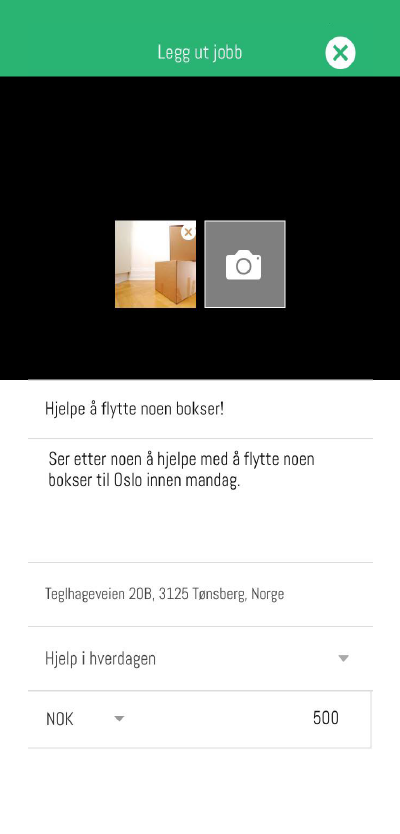 Legg ut jobb
Hjelpe å flytte noen bokser!
Ser etter noen å hjelpe med å flytte noen
bokser til Oslo innen mandag.
Teglhageveien 20B, 3125 Tønsberg, Norge
Hjelp i hverdagen
NOK 500